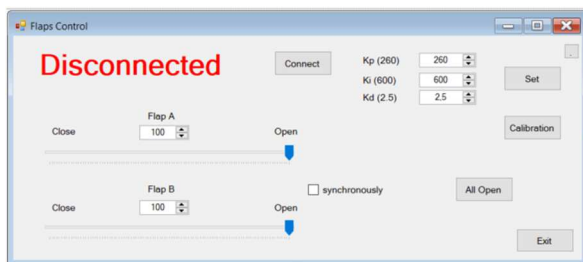 Flaps Control
Disconnected
Connect
Kp (260)
260
Ki (600)
600
Set
Kd (2.5)
2,5
Flap A
Calibration
Close
100
Open
Flap B
synchronously
All Open
Close
100
Open
Exit